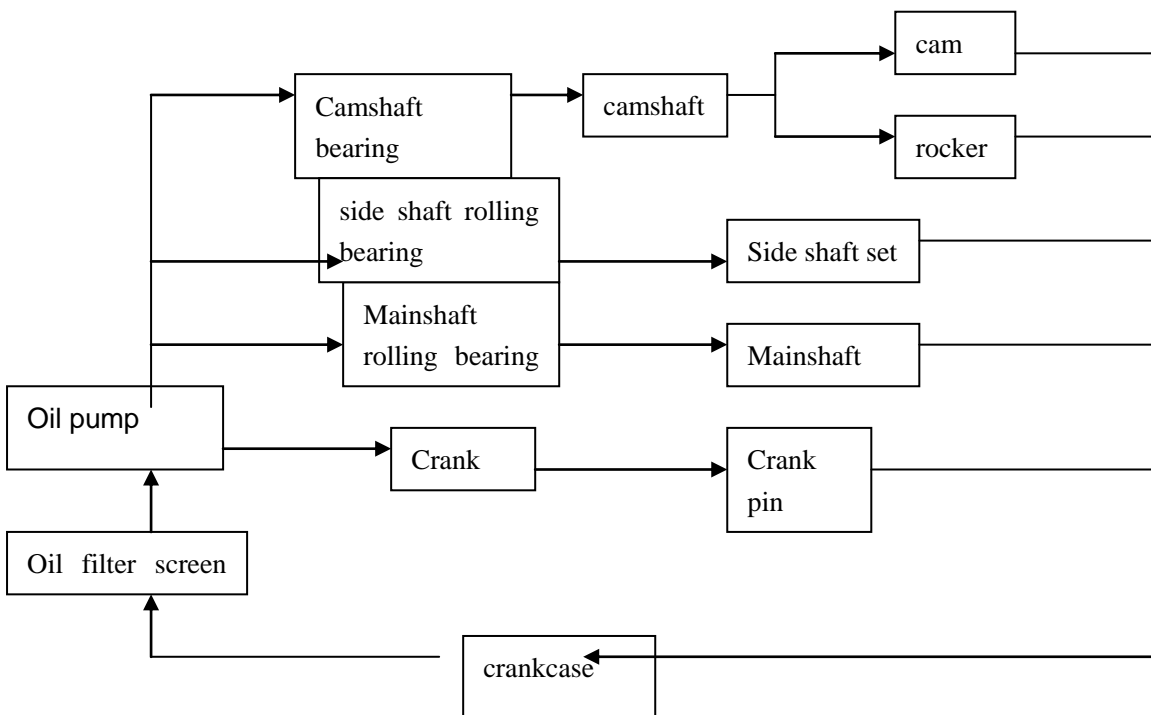 cam
Camshaft
bearing
camshaft
rocker
side shaft rolling
bearing
Side shaft set
Mainshaft
rolling bearing
Mainshaft
Oil pump
Crank
Crank
pin
Oil filter screen
crankcase